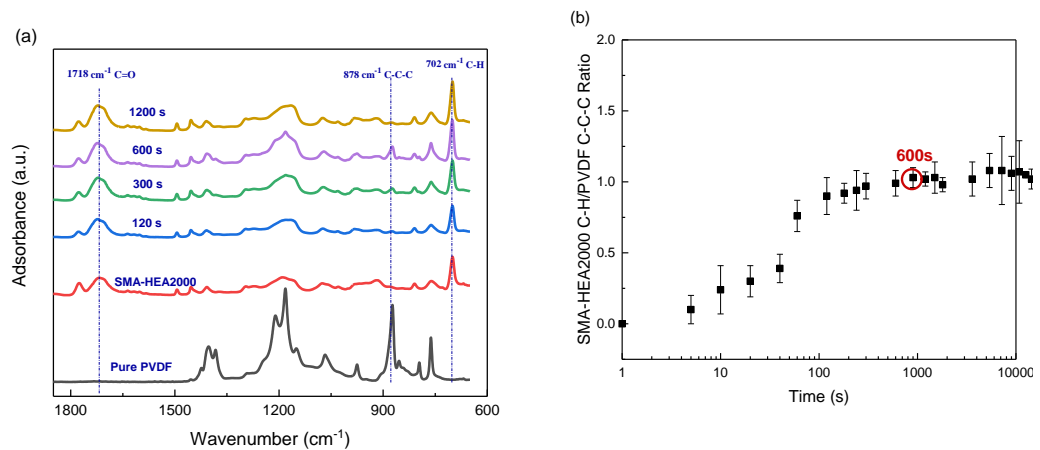 (a)
1718 cm⁻¹ C=O
878 cm⁻¹ C-C-C
702 cm⁻¹ C-H
1200 s
600 s
300 s
120 s
SMA-HEA2000
Pure PVDF
Adsorbance (a.u.)
1800
1500
1200
900
600
Wavenumber (cm⁻¹)
(b)
SMA-HEA2000 C-H/PVDF C-C-C Ratio
2.0
1.5
1.0
0.5
0.0
600s
1
10
100
1000
10000
Time (s)